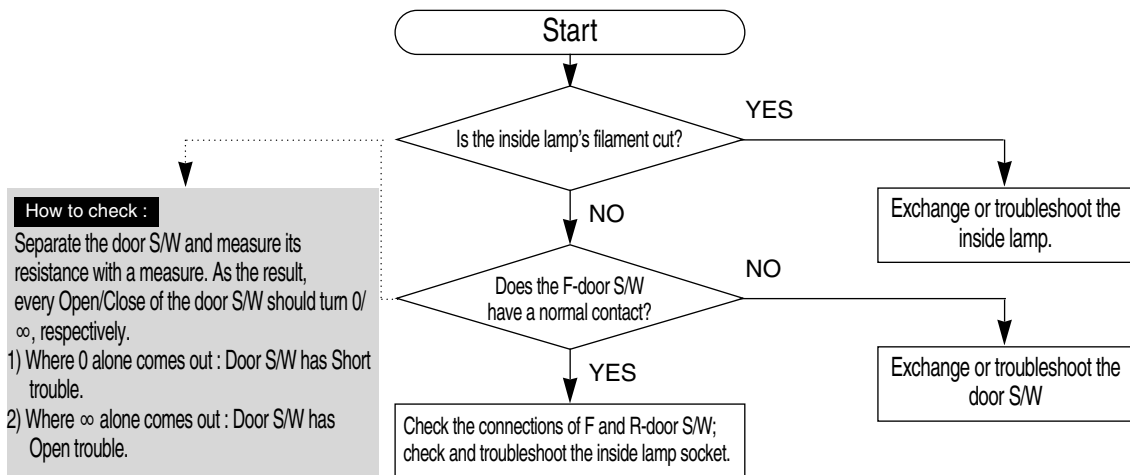 Start
Is the inside lamp's filament cut?
YES
Exchange or troubleshoot the
inside lamp.
NO
Does the F-door S/W
have a normal contact?
NO
Exchange or troubleshoot the
door S/W
YES
Check the connections of F and R-door S/W;
check and troubleshoot the inside lamp socket.
How to check :
Separate the door S/W and measure its
resistance with a measure. As the result,
every Open/Close of the door S/W should turn 0/
∞, respectively.
1) Where 0 alone comes out : Door S/W has Short
trouble.
2) Where ∞ alone comes out : Door S/W has
Open trouble.